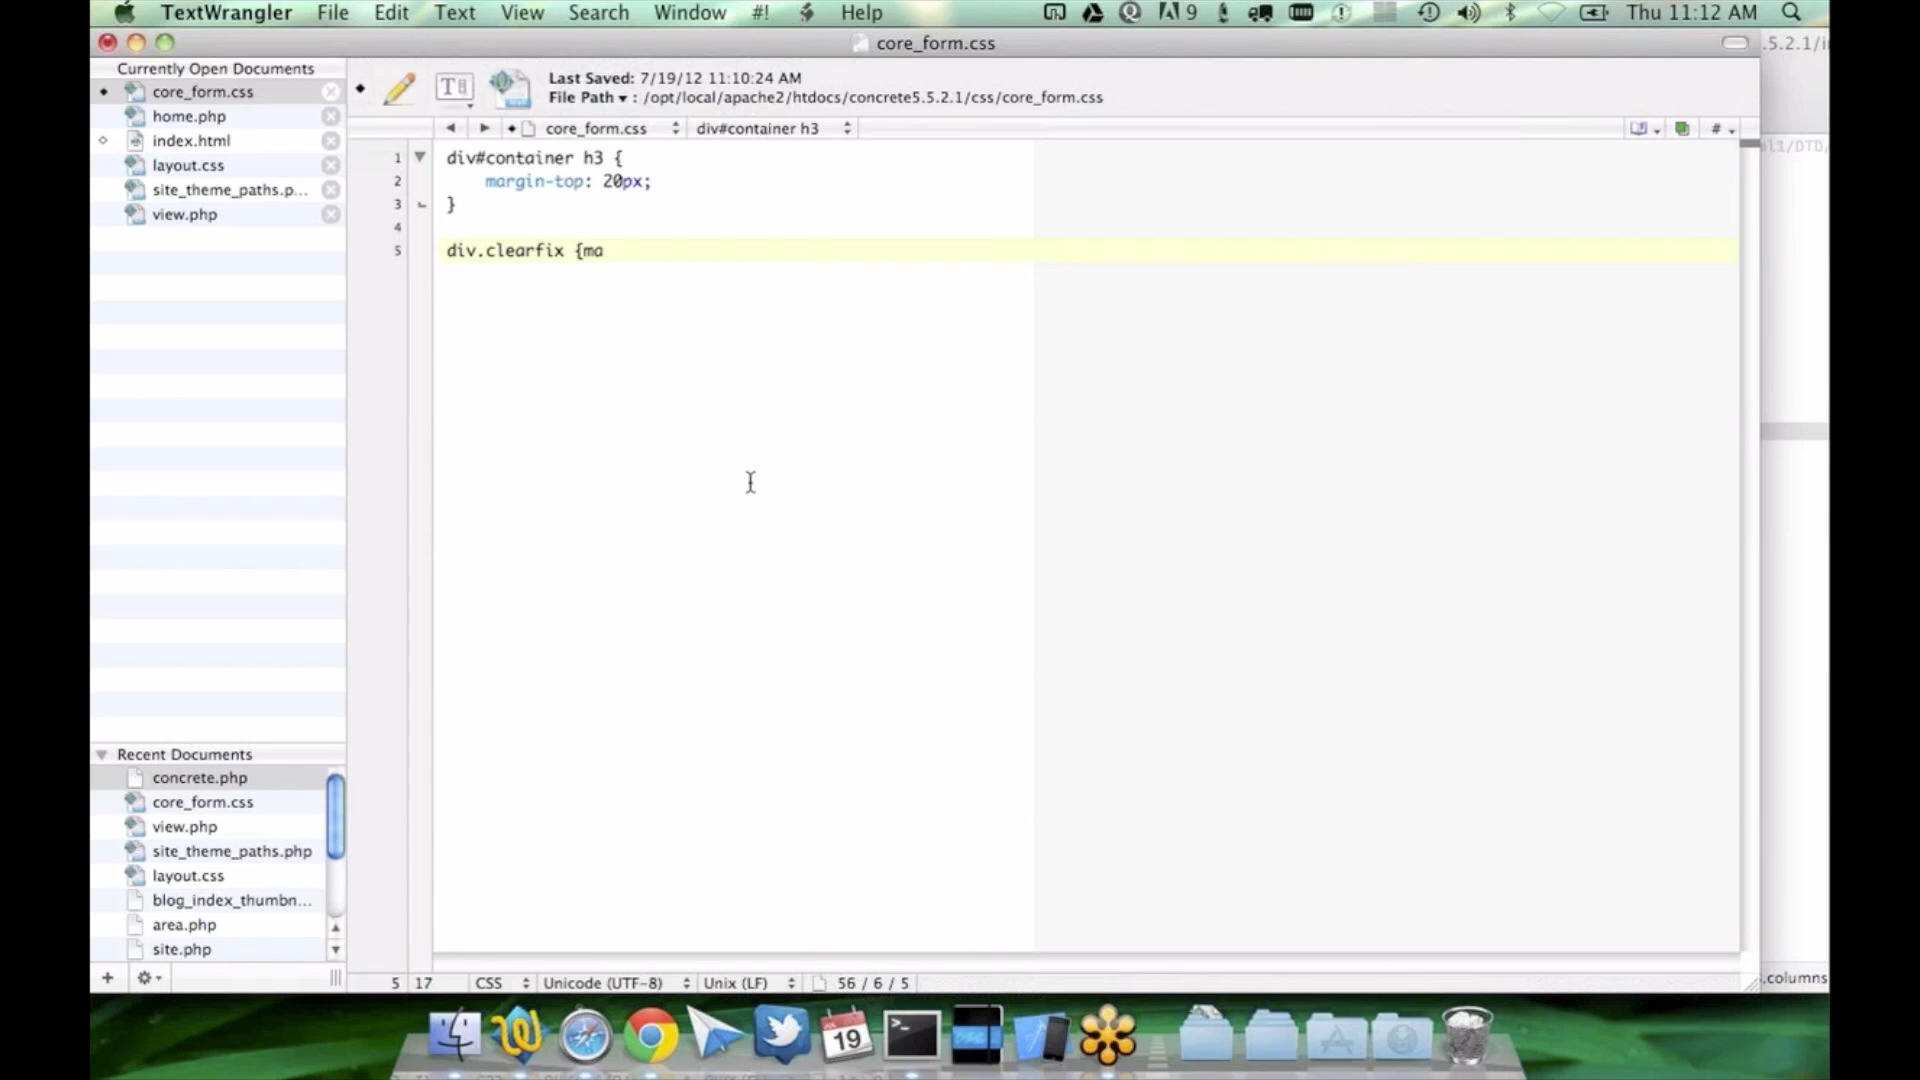 TextWrangler File Edit Text View Search Window #! Help 9 Thu 11:12 AM
core_form.css
.5.2.1/i
Currently Open Documents
core_form.css
home.php
index.html
layout.css
site_theme_paths.p...
view.php
Last Saved: 7/19/12 11:10:24 AM
File Path ▾ : /opt/local/apache2/htdocs/concrete5.5.2.1/css/core_form.css
core_form.css div#container h3 #
1 div#container h3 {
2 margin-top: 20px;
3 }
4
5 div.clearfix {ma
Recent Documents
concrete.php
core_form.css
view.php
site_theme_paths.php
layout.css
blog_index_thumbn...
area.php
site.php
5 17 CSS Unicode (UTF-8) Unix (LF) 56 / 6 / 5
.columns
19